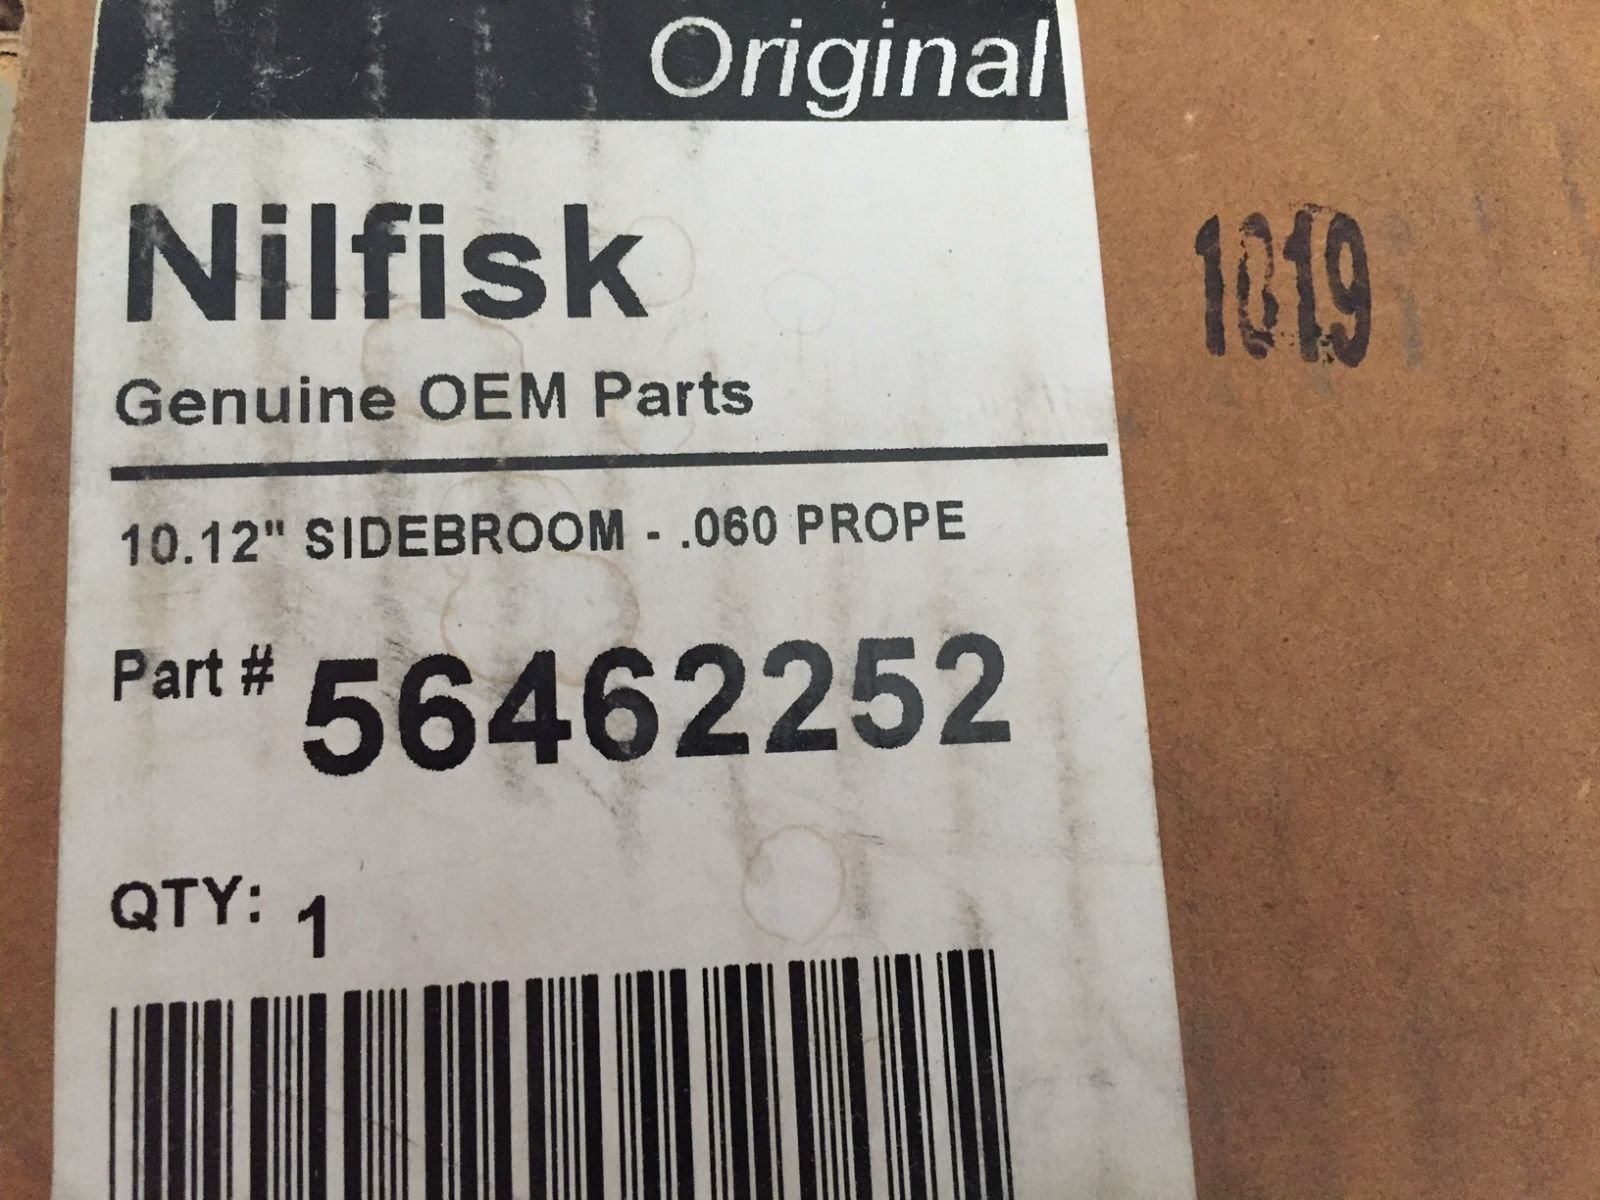 Original
Nilfisk
Genuine OEM Parts
10.12" SIDEBROOM - .060 PROPE
Part # 56462252
QTY: 1
1019